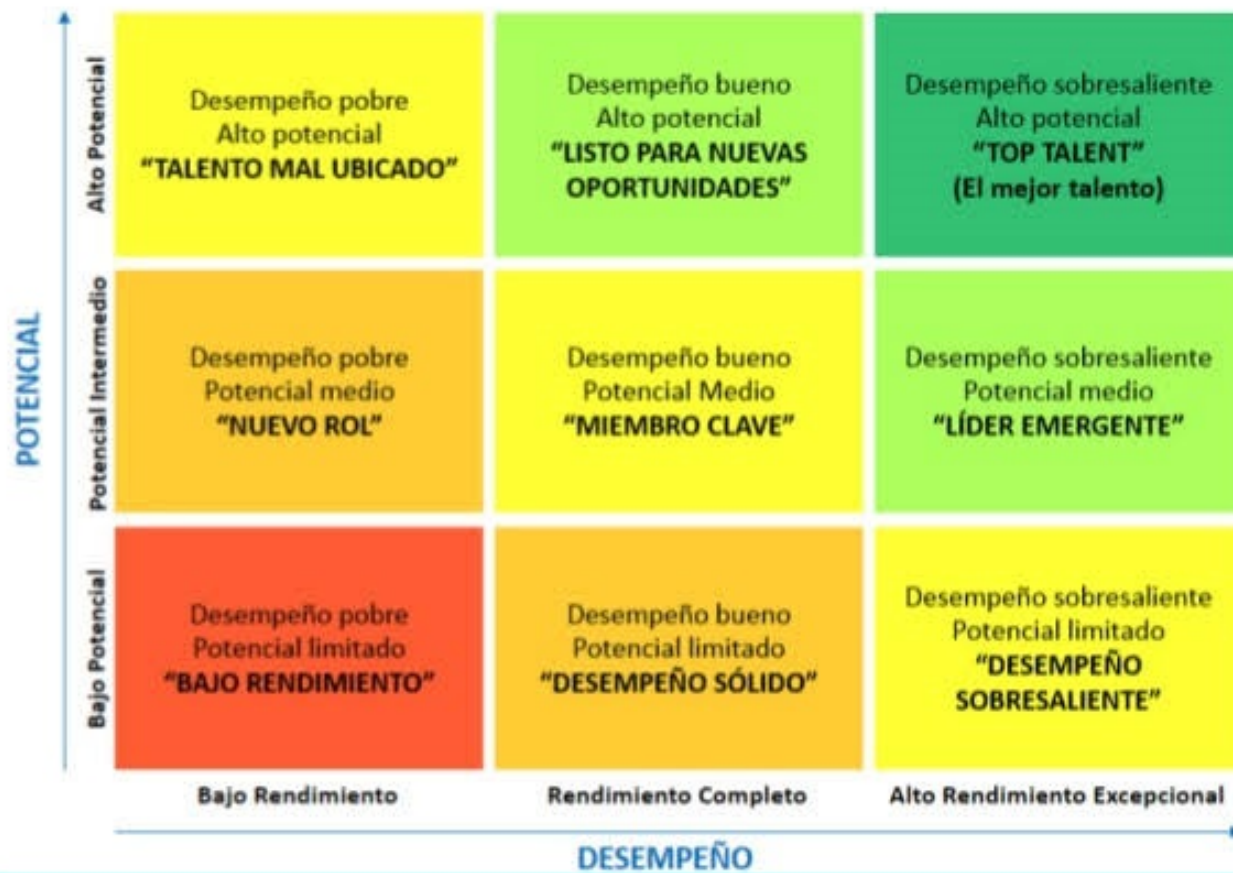 POTENCIAL
Alto Potencial
Desempeño pobre
Alto potencial
“TALENTO MAL UBICADO”
Desempeño bueno
Alto potencial
“LISTO PARA NUEVAS
OPORTUNIDADES”
Desempeño sobresaliente
Alto potencial
“TOP TALENT”
(El mejor talento)
Potencial Intermedio
Desempeño pobre
Potencial medio
“NUEVO ROL”
Desempeño bueno
Potencial Medio
“MIEMBRO CLAVE”
Desempeño sobresaliente
Potencial medio
“LÍDER EMERGENTE”
Bajo Potencial
Desempeño pobre
Potencial limitado
“BAJO RENDIMIENTO”
Desempeño bueno
Potencial limitado
“DESEMPEÑO SÓLIDO”
Desempeño sobresaliente
Potencial limitado
“DESEMPEÑO
SOBRESALIENTE”
Bajo Rendimiento
Rendimiento Completo
Alto Rendimiento Excepcional
DESEMPEÑO